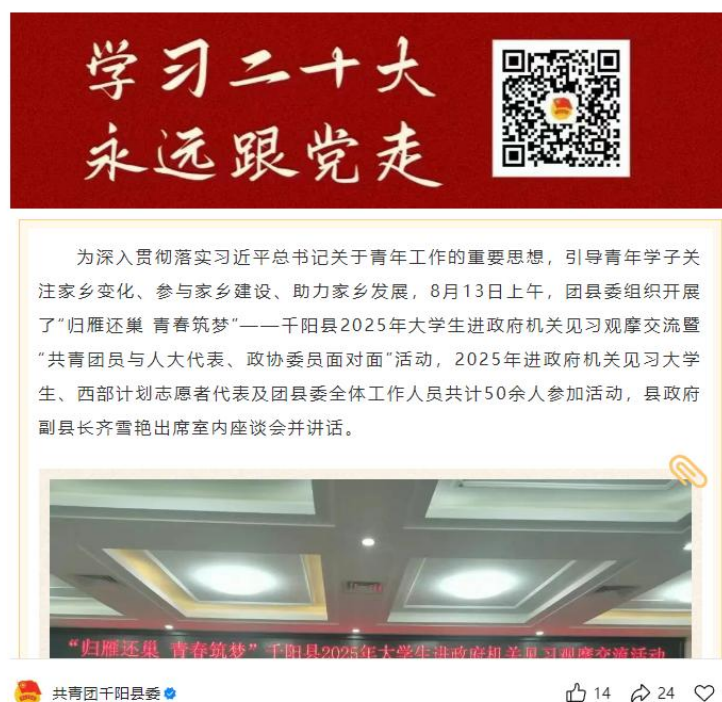 学习二十大
永远跟党走
为深入贯彻落实习近平总书记关于青年工作的重要思想，引导青年学子关
注家乡变化、参与家乡建设、助力家乡发展，8月13日上午，团县委组织开展
了“归雁还巢 青春筑梦”——千阳县2025年大学生进政府机关见习观摩交流暨
“共青团员与人大代表、政协委员面对面”活动，2025年进政府机关见习大学
生、西部计划志愿者代表及团县委全体工作人员共计50余人参加活动，县政府
副县长齐雪艳出席室内座谈会并讲话。
“归雁还巢 青春筑梦”千阳县2025年大学生进政府机关见习观摩交流活动
共青团千阳县委
14 24